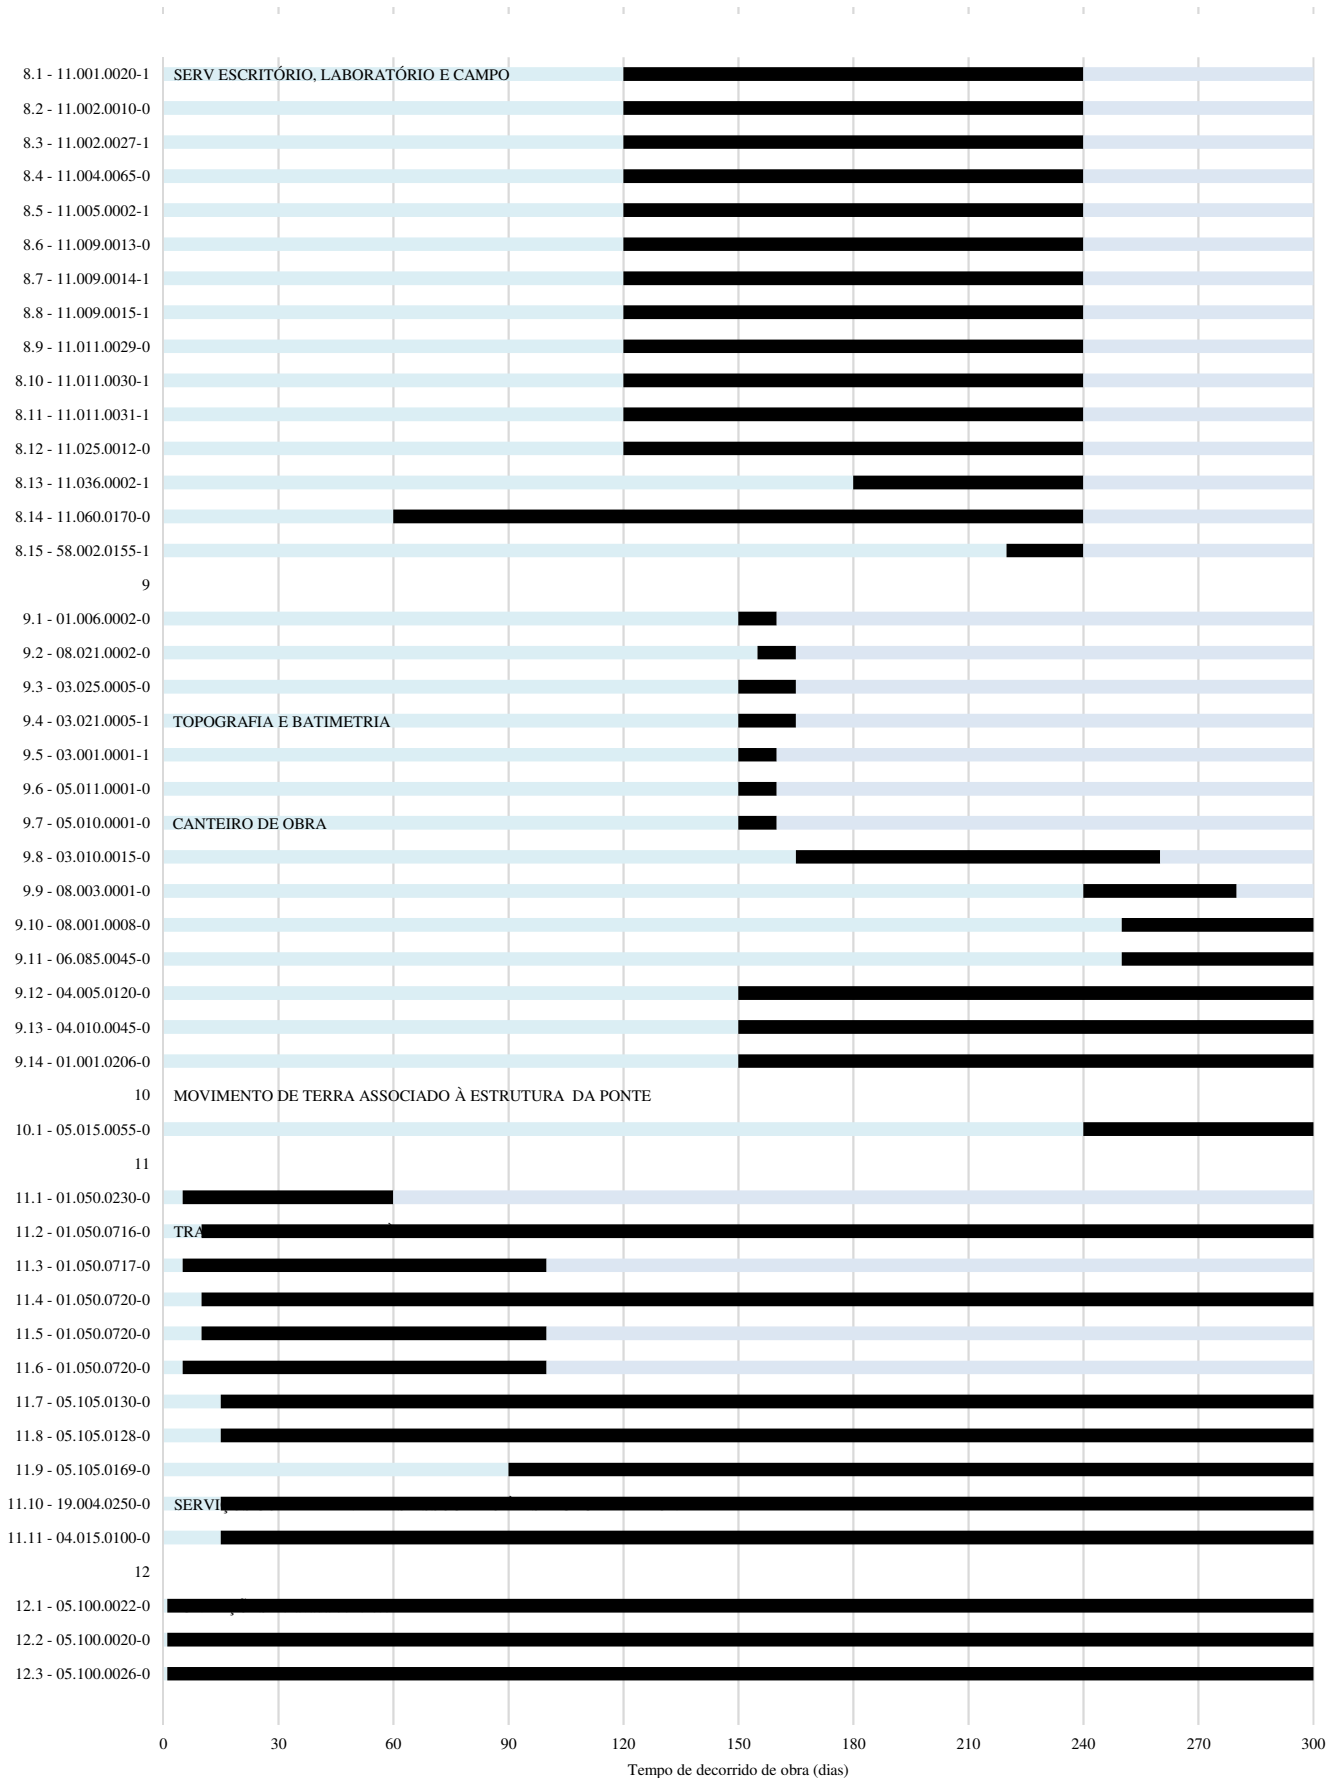 8.1 - 11.001.0020-1 SERV ESCRITÓRIO, LABORATÓRIO E CAMPO
8.2 - 11.002.0010-0
8.3 - 11.002.0027-1
8.4 - 11.004.0065-0
8.5 - 11.005.0002-1
8.6 - 11.009.0013-0
8.7 - 11.009.0014-1
8.8 - 11.009.0015-1
8.9 - 11.011.0029-0
8.10 - 11.011.0030-1
8.11 - 11.011.0031-1
8.12 - 11.025.0012-0
8.13 - 11.036.0002-1
8.14 - 11.060.0170-0
8.15 - 58.002.0155-1
9
9.1 - 01.006.0002-0
9.2 - 08.021.0002-0
9.3 - 03.025.0005-0
9.4 - 03.021.0005-1 TOPOGRAFIA E BATIMETRIA
9.5 - 03.001.0001-1
9.6 - 05.011.0001-0
9.7 - 05.010.0001-0 CANTEIRO DE OBRA
9.8 - 03.010.0015-0
9.9 - 08.003.0001-0
9.10 - 08.001.0008-0
9.11 - 06.085.0045-0
9.12 - 04.005.0120-0
9.13 - 04.010.0045-0
9.14 - 01.001.0206-0
10 MOVIMENTO DE TERRA ASSOCIADO À ESTRUTURA DA PONTE
10.1 - 05.015.0055-0
11
11.1 - 01.050.0230-0
11.2 - 01.050.0716-0
11.3 - 01.050.0717-0
11.4 - 01.050.0720-0
11.5 - 01.050.0720-0
11.6 - 01.050.0720-0
11.7 - 05.105.0130-0
11.8 - 05.105.0128-0
11.9 - 05.105.0169-0
11.10 - 19.004.0250-0
11.11 - 04.015.0100-0
12
12.1 - 05.100.0022-0
12.2 - 05.100.0020-0
12.3 - 05.100.0026-0
0 30 60 90 120 150 180 210 240 270 300
Tempo de decorrido de obra (dias)